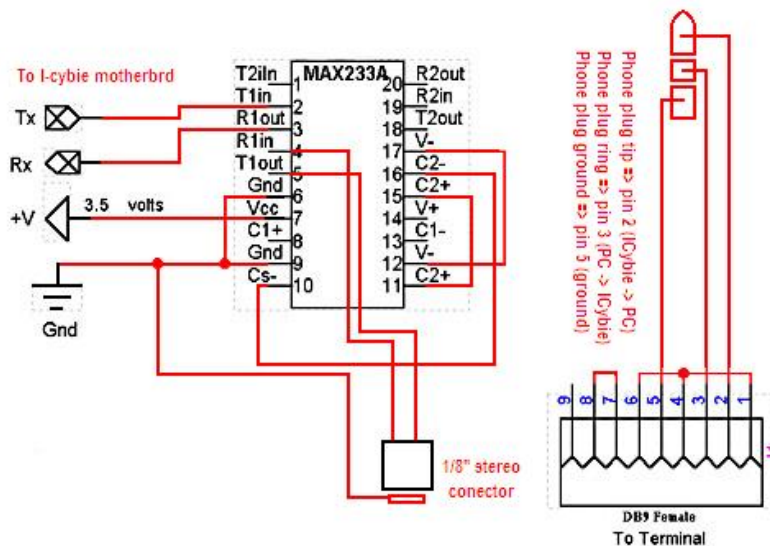 To I-cybie motherbrd
Tx
Rx
+V
3.5 volts
Gnd
MAX233A
T2iIn
1
T1in
2
R1out
3
R1in
4
T1out
5
Gnd
6
Vcc
7
C1+
8
Gnd
9
Cs-
10
R2out
20
R2in
19
T2out
18
V-
17
C2-
16
C2+
15
V+
14
C1-
13
V-
12
C2+
11
1/8" stereo
conector
Phone plug tip => pin 2 (ICybie -> PC)
Phone plug ring => pin 3 (PC -> ICybie)
Phone plug ground => pin 5 (ground)
9 8 7 6 5 4 3 2 1
DB9 Female
To Terminal